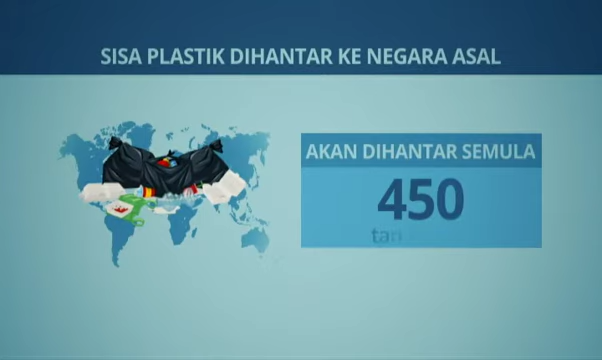 SISA PLASTIK DIHANTAR KE NEGARA ASAL
AKAN DIHANTAR SEMULA
450